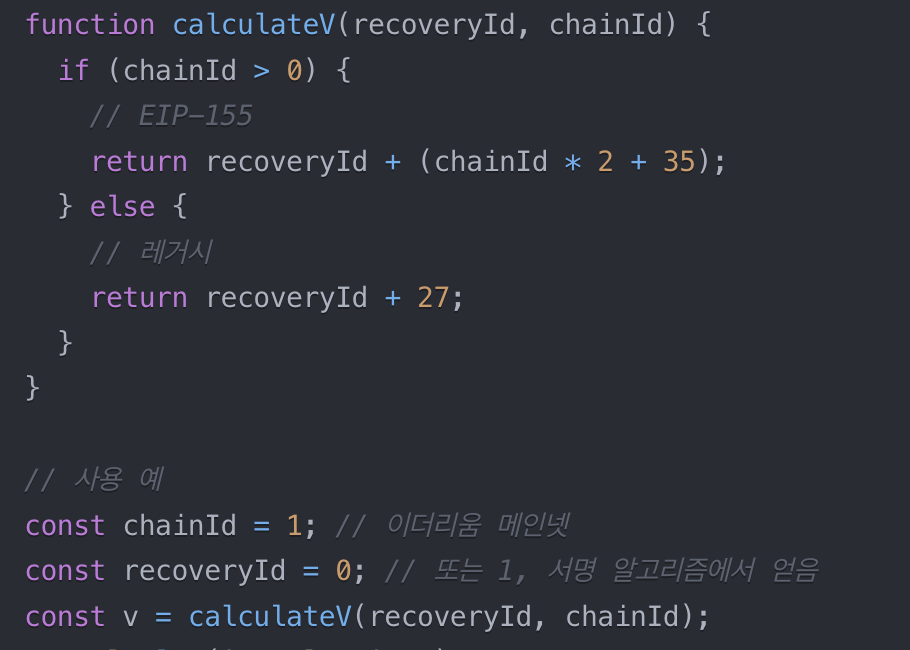 function calculateV(recoveryId, chainId) {
  if (chainId > 0) {
    // EIP-155
    return recoveryId + (chainId * 2 + 35);
  } else {
    // 레거시
    return recoveryId + 27;
  }
}

// 사용 예
const chainId = 1; // 이더리움 메인넷
const recoveryId = 0; // 또는 1, 서명 알고리즘에서 얻음
const v = calculateV(recoveryId, chainId);